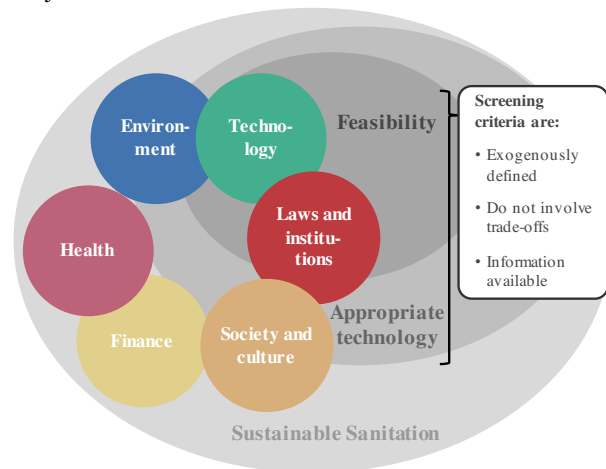 Environ-
ment
Techno-
logy
Feasibility
Health
Laws and
institu-
tions
Finance
Society and
culture
Appropriate
technology
Sustainable Sanitation
Screening
criteria are:
• Exogenously
defined
• Do not involve
trade-offs
• Information
available